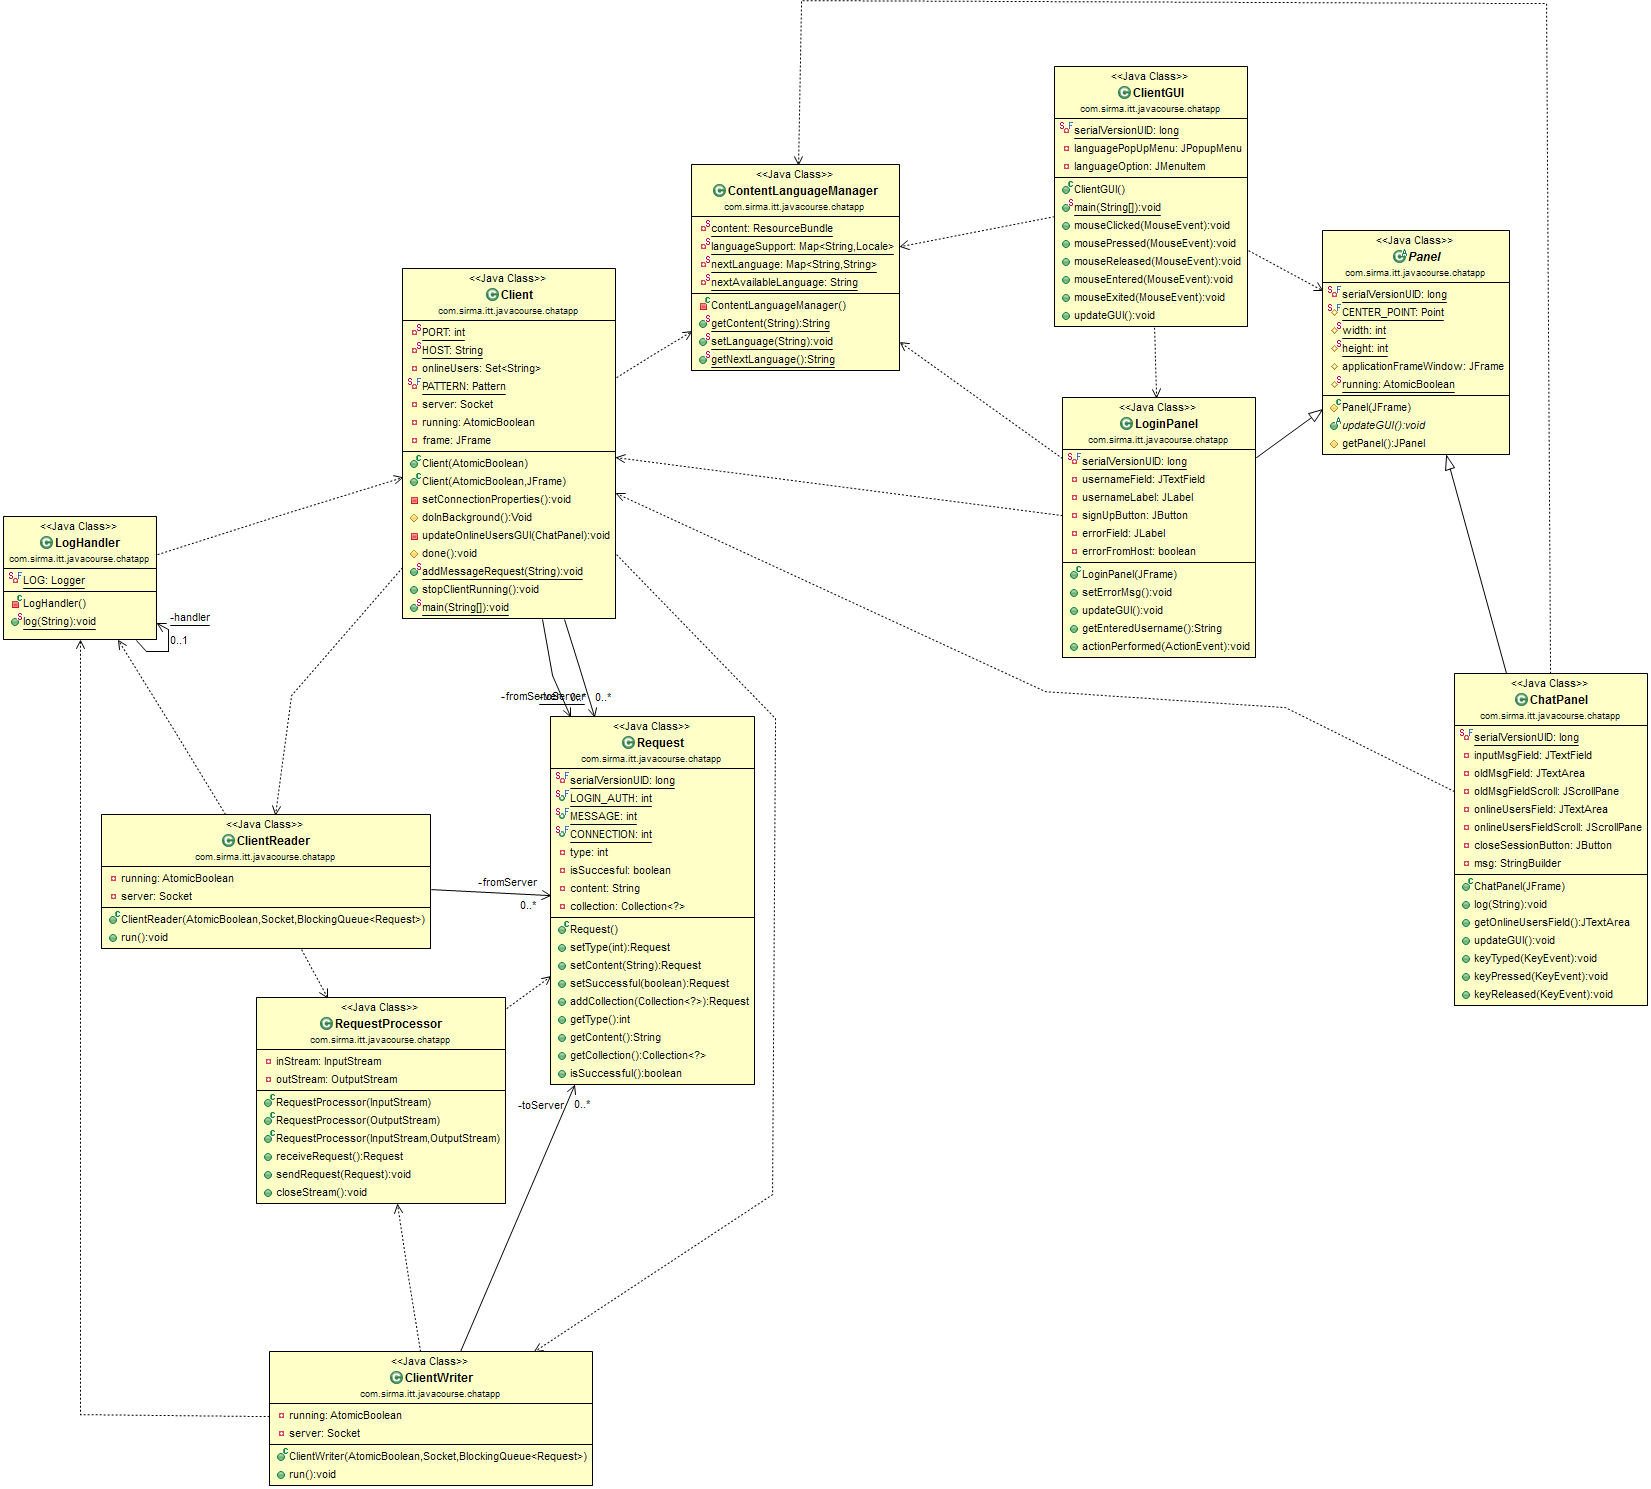 <<Java Class>>
ClientGUI
com.sirma.itt.javacourse.chatapp
serialVersionUID: long
languagePopUpMenu: JPopupMenu
languageOption: JMenuItem
ClientGUI()
main(String[]):void
mouseClicked(MouseEvent):void
mousePressed(MouseEvent):void
mouseReleased(MouseEvent):void
mouseEntered(MouseEvent):void
mouseExited(MouseEvent):void
updateGUI():void
<<Java Class>>
ContentLanguageManager
com.sirma.itt.javacourse.chatapp
content: ResourceBundle
languageSupport: Map<String,Locale>
nextLanguage: Map<String,String>
nextAvailableLanguage: String
ContentLanguageManager()
getContent(String):String
setLanguage(String):void
getNextLanguage():String
<<Java Class>>
Panel
com.sirma.itt.javacourse.chatapp
serialVersionUID: long
CENTER_POINT: Point
width: int
height: int
applicationFrameWindow: JFrame
running: AtomicBoolean
Panel(JFrame)
updateGUI():void
getPanel():JPanel
<<Java Class>>
Client
com.sirma.itt.javacourse.chatapp
PORT: int
HOST: String
onlineUsers: Set<String>
PATTERN: Pattern
server: Socket
running: AtomicBoolean
frame: JFrame
Client(AtomicBoolean)
Client(AtomicBoolean,JFrame)
setConnectionProperties():void
doInBackground():Void
updateOnlineUsersGUI(ChatPanel):void
done():void
addMessageRequest(String):void
stopClientRunning():void
main(String[]):void
<<Java Class>>
LoginPanel
com.sirma.itt.javacourse.chatapp
serialVersionUID: long
usernameField: JTextField
usernameLabel: JLabel
signUpButton: JButton
errorField: JLabel
errorFromHost: boolean
LoginPanel(JFrame)
setErrorMsg():void
updateGUI():void
getEnteredUsername():String
actionPerformed(ActionEvent):void
<<Java Class>>
LogHandler
com.sirma.itt.javacourse.chatapp
LOG: Logger
LogHandler()
log(String):void
-handler
0..1
<<Java Class>>
ChatPanel
com.sirma.itt.javacourse.chatapp
serialVersionUID: long
inputMsgField: JTextField
oldMsgField: JTextArea
oldMsgFieldScroll: JScrollPane
onlineUsersField: JTextArea
onlineUsersFieldScroll: JScrollPane
closeSessionButton: JButton
msg: StringBuilder
ChatPanel(JFrame)
log(String):void
getOnlineUsersField():JTextArea
updateGUI():void
keyTyped(KeyEvent):void
keyPressed(KeyEvent):void
keyReleased(KeyEvent):void
-fromServer
-toServer
0..*
0..*
<<Java Class>>
Request
com.sirma.itt.javacourse.chatapp
serialVersionUID: long
LOGIN_AUTH: int
MESSAGE: int
CONNECTION: int
type: int
isSuccesful: boolean
content: String
collection: Collection<?>
Request()
setType(int):Request
setContent(String):Request
setSuccessful(boolean):Request
addCollection(Collection<?>):Request
getType():int
getContent():String
getCollection():Collection<?>
isSuccessful():boolean
<<Java Class>>
ClientReader
com.sirma.itt.javacourse.chatapp
running: AtomicBoolean
server: Socket
ClientReader(AtomicBoolean,Socket,BlockingQueue<Request>)
run():void
-fromServer
0..*
<<Java Class>>
RequestProcessor
com.sirma.itt.javacourse.chatapp
inStream: InputStream
outStream: OutputStream
RequestProcessor(InputStream)
RequestProcessor(OutputStream)
RequestProcessor(InputStream,OutputStream)
receiveRequest():Request
sendRequest(Request):void
closeStream():void
-toServer
0..*
<<Java Class>>
ClientWriter
com.sirma.itt.javacourse.chatapp
running: AtomicBoolean
server: Socket
ClientWriter(AtomicBoolean,Socket,BlockingQueue<Request>)
run():void